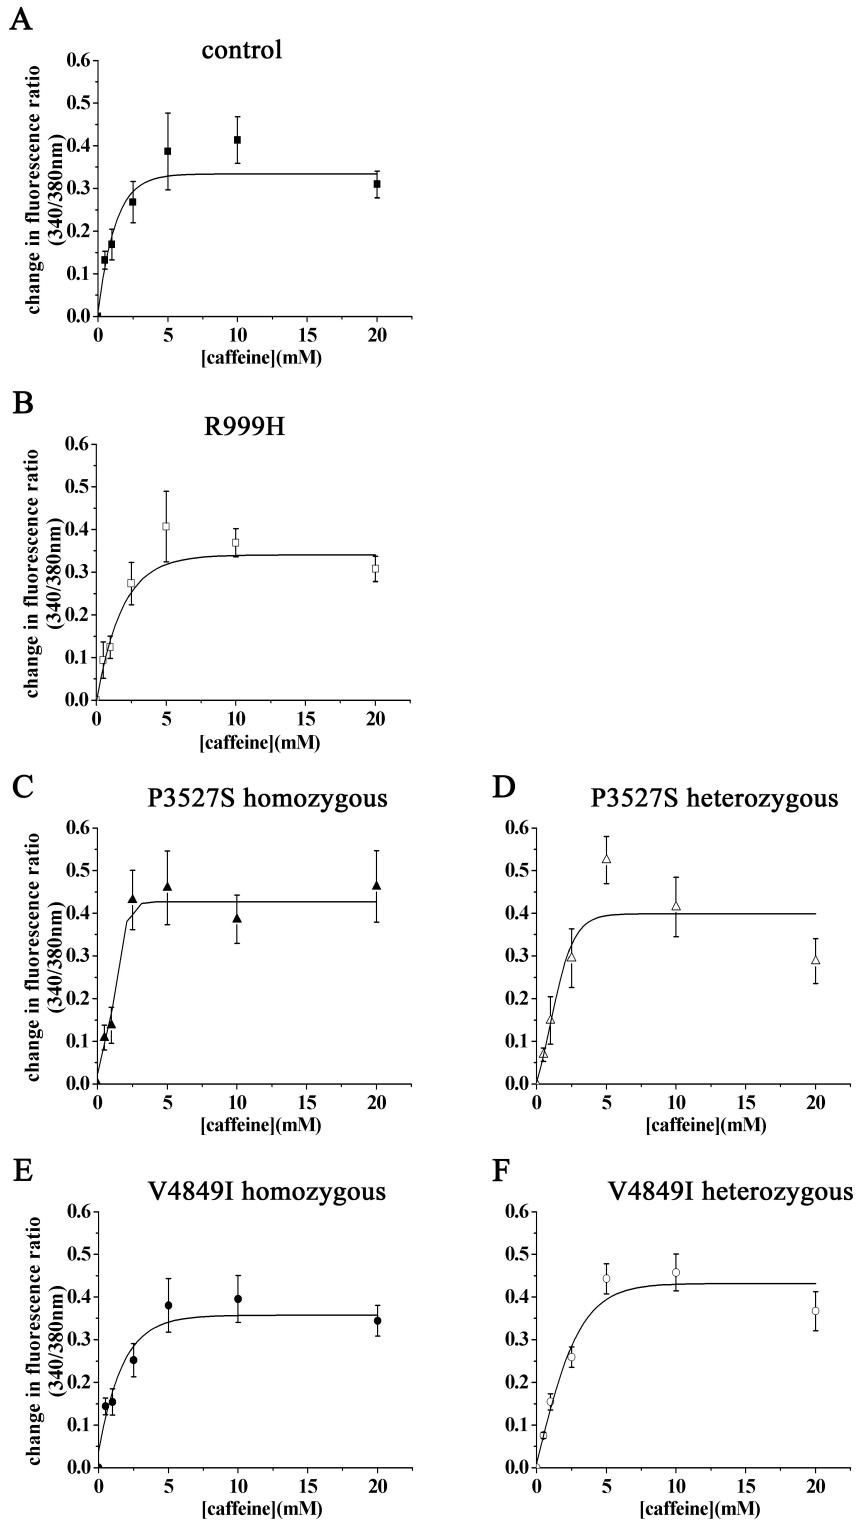 A
control
change in fluorescence ratio
(340/380nm)
0.6
0.5
0.4
0.3
0.2
0.1
0.0
0 5 10 15 20
[caffeine](mM)
B
R999H
change in fluorescence ratio
(340/380nm)
0.6
0.5
0.4
0.3
0.2
0.1
0.0
0 5 10 15 20
[caffeine](mM)
C
P3527S homozygous
change in fluorescence ratio
(340/380nm)
0.6
0.5
0.4
0.3
0.2
0.1
0.0
0 5 10 15 20
[caffeine](mM)
D
P3527S heterozygous
0.6
0.5
0.4
0.3
0.2
0.1
0.0
0 5 10 15 20
[caffeine](mM)
E
V4849I homozygous
change in fluorescence ratio
(340/380nm)
0.6
0.5
0.4
0.3
0.2
0.1
0.0
0 5 10 15 20
[caffeine](mM)
F
V4849I heterozygous
0.6
0.5
0.4
0.3
0.2
0.1
0.0
0 5 10 15 20
[caffeine](mM)